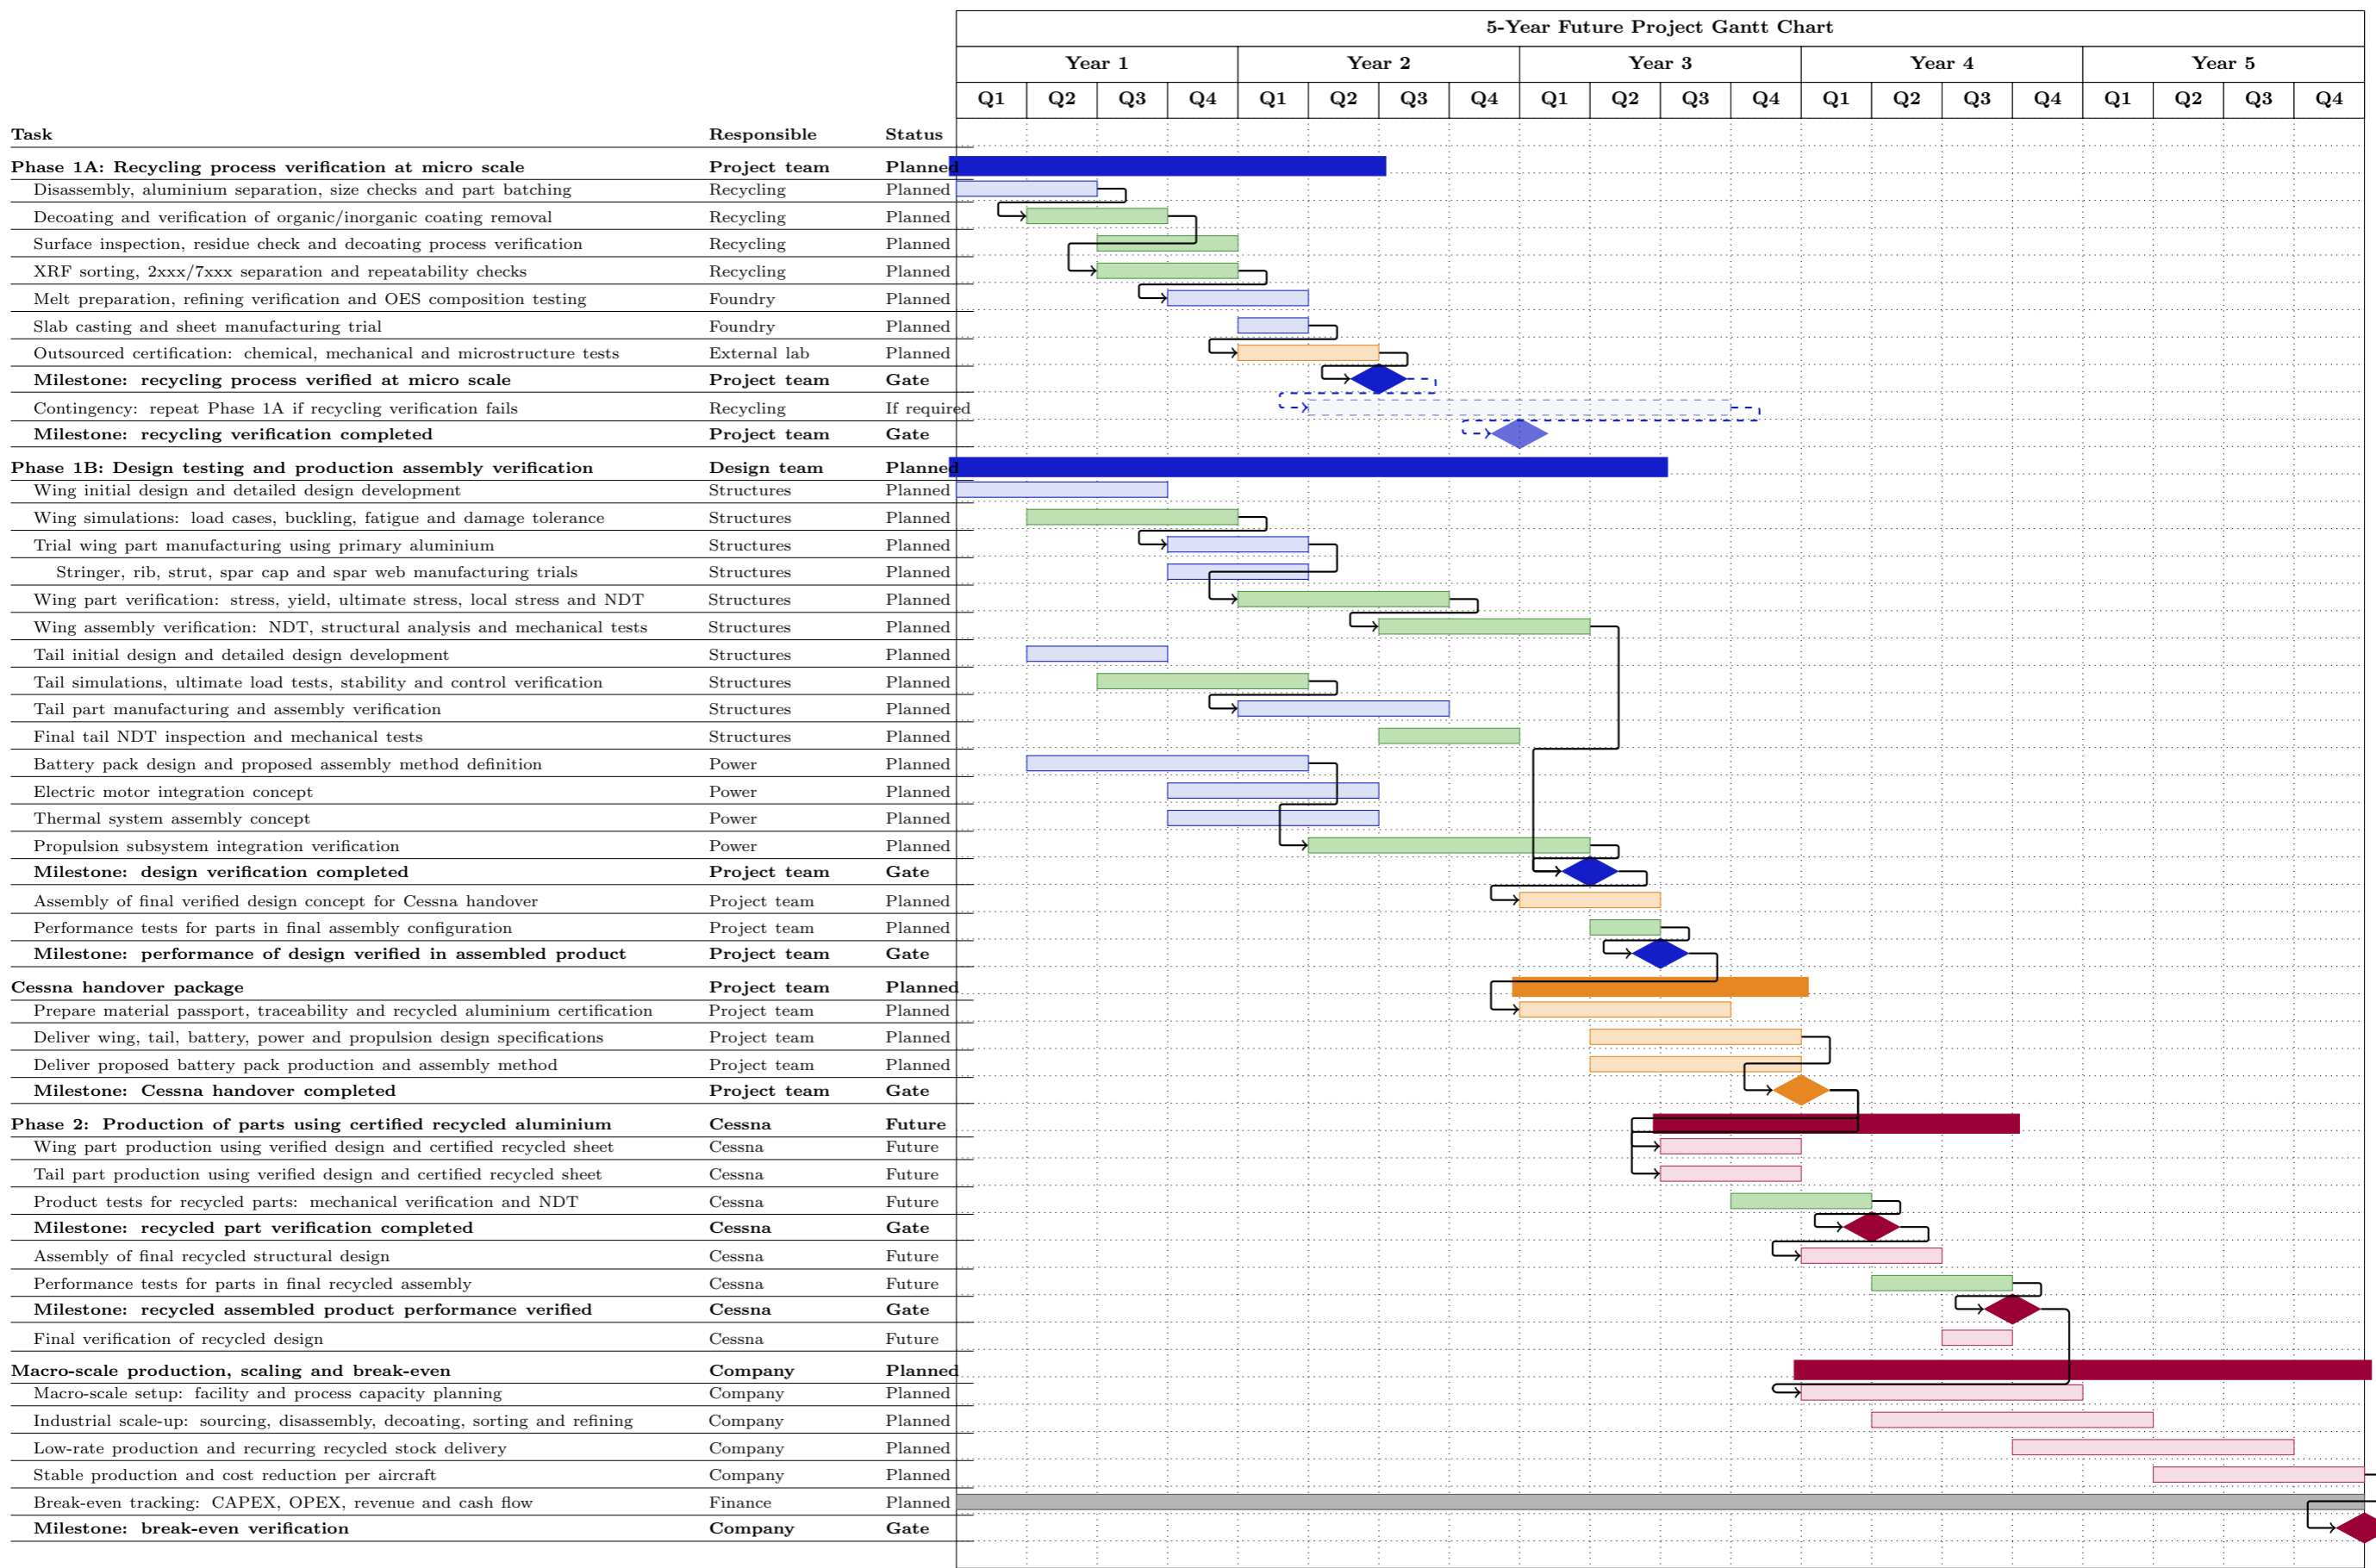 5-Year Future Project Gantt Chart
Year 1 Year 2 Year 3 Year 4 Year 5
Q1 Q2 Q3 Q4 Q1 Q2 Q3 Q4 Q1 Q2 Q3 Q4 Q1 Q2 Q3 Q4 Q1 Q2 Q3 Q4
Task Responsible Status
Phase 1A: Recycling process verification at micro scale Project team Planned
Disassembly, aluminium separation, size checks and part batching Recycling Planned
Decoating and verification of organic/inorganic coating removal Recycling Planned
Surface inspection, residue check and decoating process verification Recycling Planned
XRF sorting, 2xxx/7xxx separation and repeatability checks Recycling Planned
Melt preparation, refining verification and OES composition testing Foundry Planned
Slab casting and sheet manufacturing trial Foundry Planned
Outsourced certification: chemical, mechanical and microstructure tests External lab Planned
Milestone: recycling process verified at micro scale Project team Gate
Contingency: repeat Phase 1A if recycling verification fails Recycling If required
Milestone: recycling verification completed Project team Gate
Phase 1B: Design testing and production assembly verification Design team Planned
Wing initial design and detailed design development Structures Planned
Wing simulations: load cases, buckling, fatigue and damage tolerance Structures Planned
Trial wing part manufacturing using primary aluminium Structures Planned
Stringer, rib, strut, spar cap and spar web manufacturing trials Structures Planned
Wing part verification: stress, yield, ultimate stress, local stress and NDT Structures Planned
Wing assembly verification: NDT, structural analysis and mechanical tests Structures Planned
Tail initial design and detailed design development Structures Planned
Tail simulations, ultimate load tests, stability and control verification Structures Planned
Tail part manufacturing and assembly verification Structures Planned
Final tail NDT inspection and mechanical tests Structures Planned
Battery pack design and proposed assembly method definition Power Planned
Electric motor integration concept Power Planned
Thermal system assembly concept Power Planned
Propulsion subsystem integration verification Power Planned
Milestone: design verification completed Project team Gate
Assembly of final verified design concept for Cessna handover Project team Planned
Performance tests for parts in final assembly configuration Project team Planned
Milestone: performance of design verified in assembled product Project team Gate
Cessna handover package Project team Planned
Prepare material passport, traceability and recycled aluminium certification Project team Planned
Deliver wing, tail, battery, power and propulsion design specifications Project team Planned
Deliver proposed battery pack production and assembly method Project team Planned
Milestone: Cessna handover completed Project team Gate
Phase 2: Production of parts using certified recycled aluminium Cessna Future
Wing part production using verified design and certified recycled sheet Cessna Future
Tail part production using verified design and certified recycled sheet Cessna Future
Product tests for recycled parts: mechanical verification and NDT Cessna Future
Milestone: recycled part verification completed Cessna Gate
Assembly of final recycled structural design Cessna Future
Performance tests for parts in final recycled assembly Cessna Future
Milestone: recycled assembled product performance verified Cessna Gate
Final verification of recycled design Cessna Future
Macro-scale production, scaling and break-even Company Planned
Macro-scale setup: facility and process capacity planning Company Planned
Industrial scale-up: sourcing, disassembly, decoating, sorting and refining Company Planned
Low-rate production and recurring recycled stock delivery Company Planned
Stable production and cost reduction per aircraft Company Planned
Break-even tracking: CAPEX, OPEX, revenue and cash flow Finance Planned
Milestone: break-even verification Company Gate